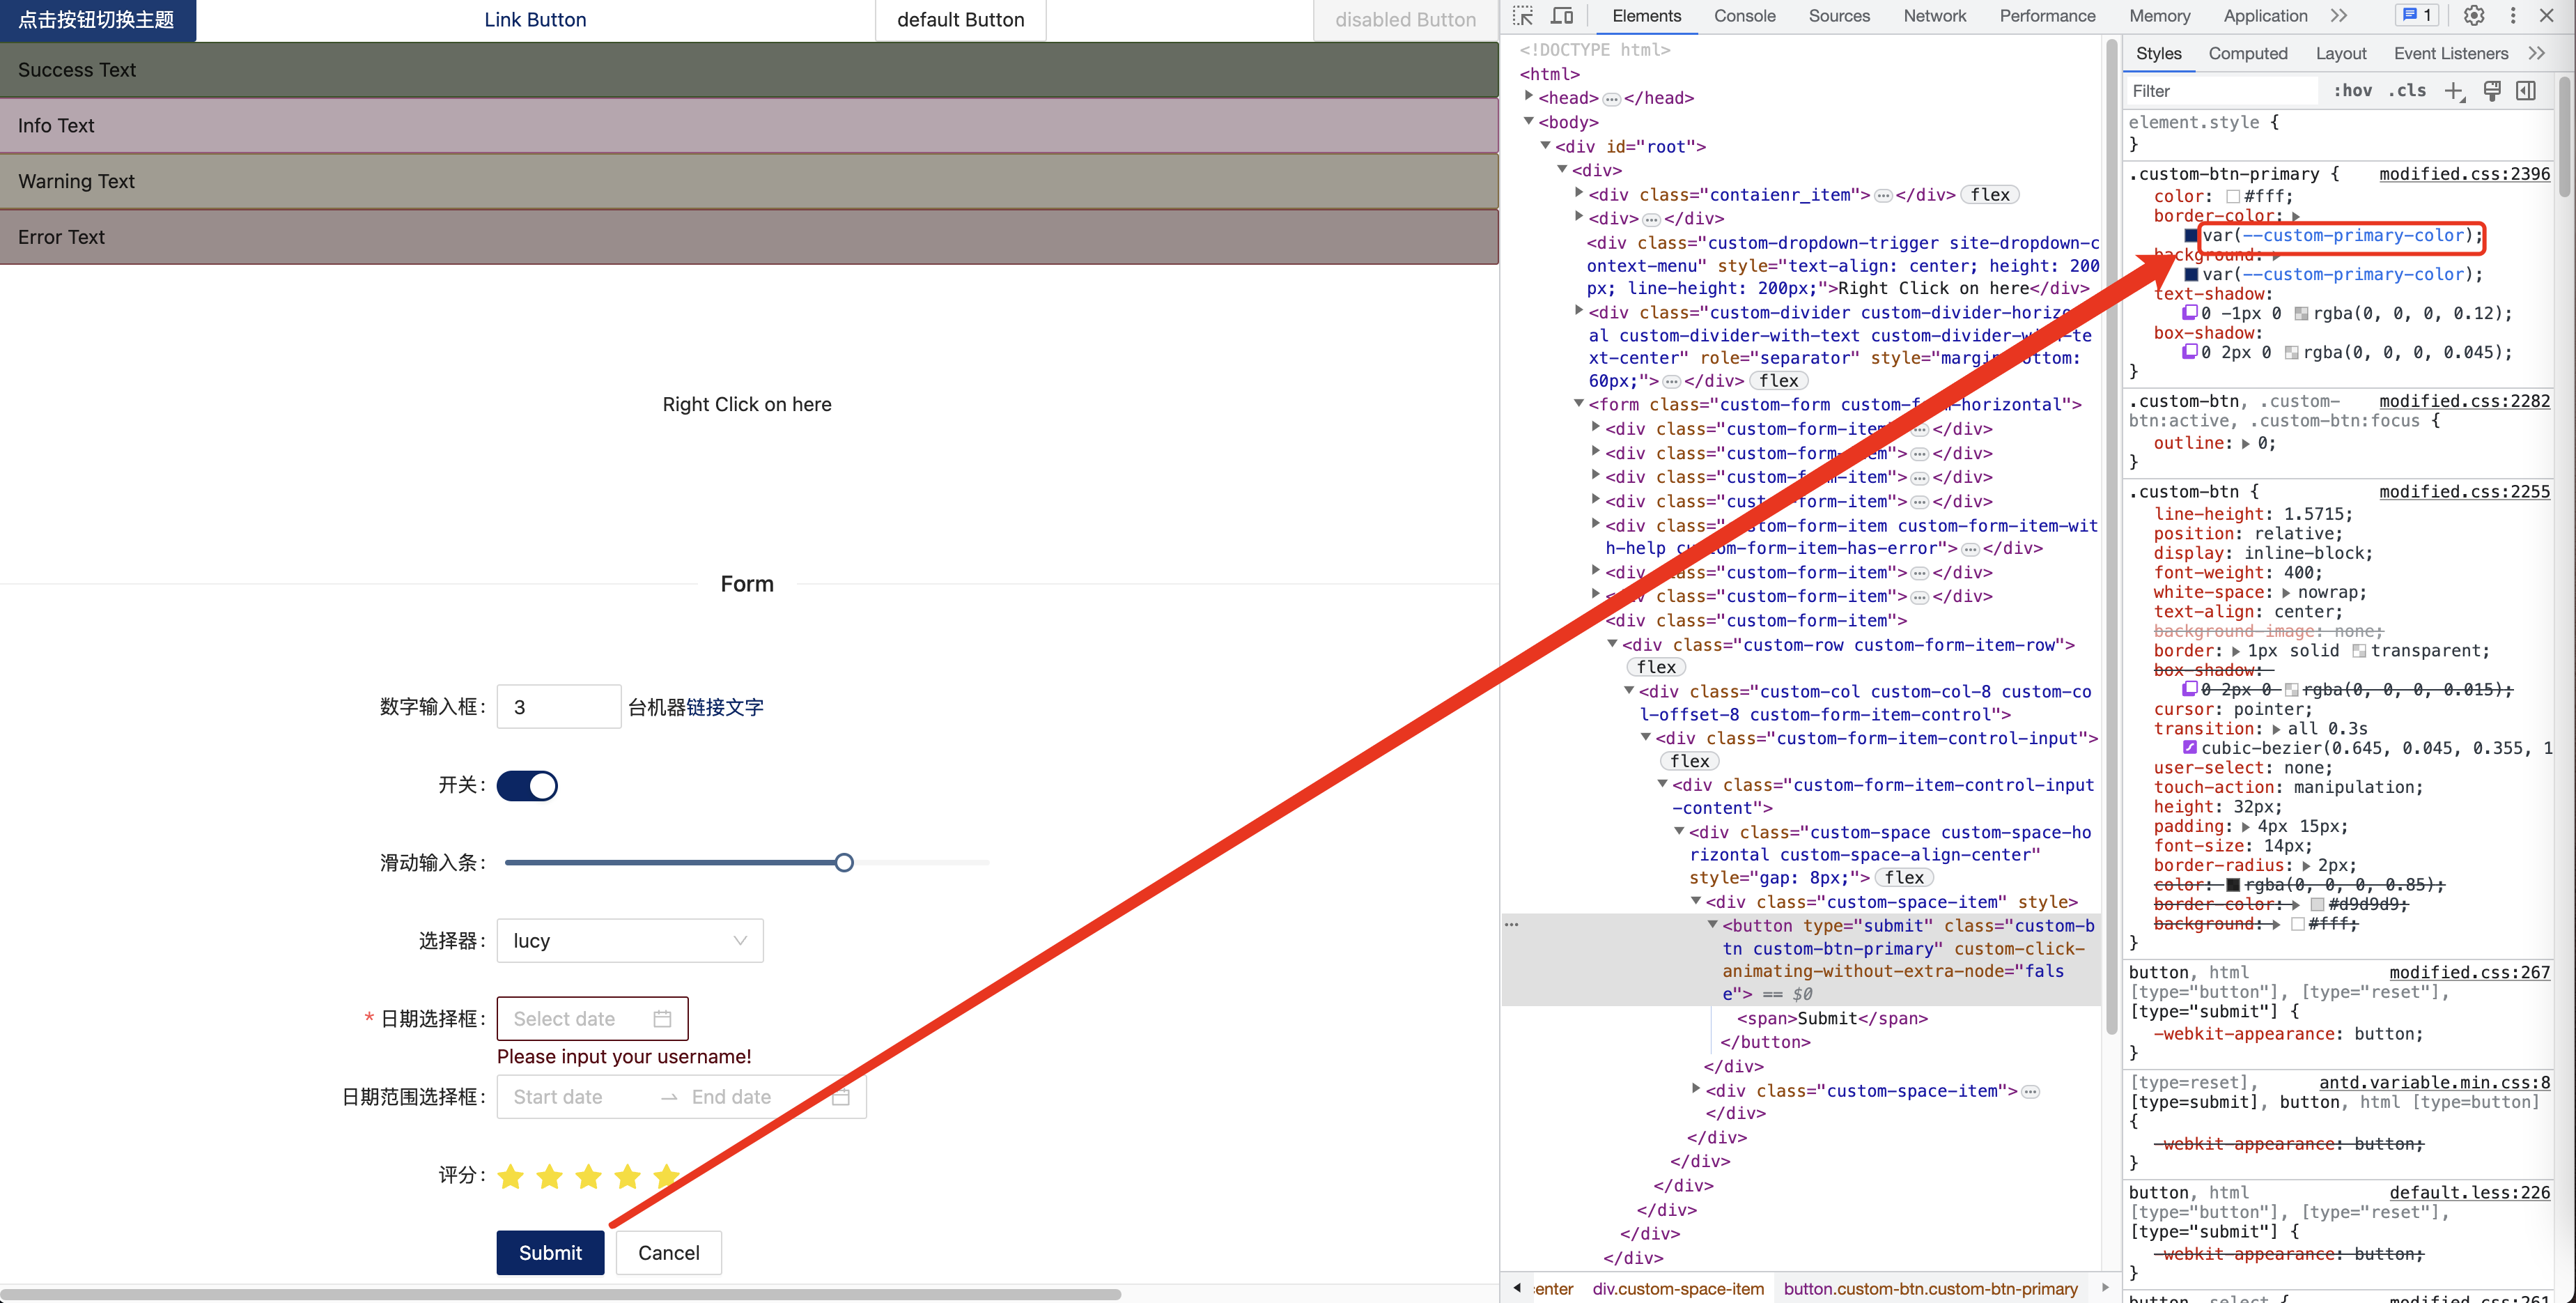 点击按钮切换主题
Link Button
default Button
disabled Button
Success Text
Info Text
Warning Text
Error Text
Right Click on here
Form
数字输入框:
3
台机器链接文字
开关:
滑动输入条:
选择器:
lucy
* 日期选择框:
Select date
Please input your username!
日期范围选择框:
Start date
End date
评分:
Submit
Cancel
Elements
Console
Sources
Network
Performance
Memory
Application
1
<!DOCTYPE html>
<html>
<head>…</head>
<body>
<div id="root">
<div>
<div class="contaienr_item">…</div> flex
<div>…</div>
<div class="custom-dropdown-trigger site-dropdown-c
ontext-menu" style="text-align: center; height: 200
px; line-height: 200px;">Right Click on here</div>
<div class="custom-divider custom-divider-horizo
al custom-divider-with-text custom-divider-with-te
xt-center" role="separator" style="margin-bottom:
60px;">…</div> flex
<form class="custom-form custom-form-horizontal">
<div class="custom-form-item">…</div>
<div class="custom-form-item">…</div>
<div class="custom-form-item">…</div>
<div class="custom-form-item">…</div>
<div class="custom-form-item custom-form-item-wit
h-help custom-form-item-has-error">…</div>
<div class="custom-form-item">…</div>
<div class="custom-form-item">…</div>
<div class="custom-form-item">
<div class="custom-row custom-form-item-row">
flex
<div class="custom-col custom-col-8 custom-co
l-offset-8 custom-form-item-control">
<div class="custom-form-item-control-input">
flex
<div class="custom-form-item-control-input
-content">
<div class="custom-space custom-space-ho
rizontal custom-space-align-center"
style="gap: 8px;"> flex
<div class="custom-space-item" style>
<button type="submit" class="custom-b
tn custom-btn-primary" custom-click-
animating-without-extra-node="fals
e"> == $0
<span>Submit</span>
</button>
</div>
<div class="custom-space-item">…
</div>
</div>
</div>
</div>
</div>
</div>
</div>
enter
div.custom-space-item
button.custom-btn.custom-btn-primary
Styles
Computed
Layout
Event Listeners
Filter
:hov
.cls
element.style {
}
.custom-btn-primary { modified.css:2396
color: #fff;
border-color:
var(--custom-primary-color);
background:
var(--custom-primary-color);
text-shadow:
0 -1px 0 rgba(0, 0, 0, 0.12);
box-shadow:
0 2px 0 rgba(0, 0, 0, 0.045);
}
.custom-btn, .custom- modified.css:2282
btn:active, .custom-btn:focus {
outline: 0;
}
.custom-btn { modified.css:2255
line-height: 1.5715;
position: relative;
display: inline-block;
font-weight: 400;
white-space: nowrap;
text-align: center;
background-image: none;
border: 1px solid transparent;
box-shadow:
0 2px 0 rgba(0, 0, 0, 0.015);
cursor: pointer;
transition: all 0.3s
cubic-bezier(0.645, 0.045, 0.355, 1
user-select: none;
touch-action: manipulation;
height: 32px;
padding: 4px 15px;
font-size: 14px;
border-radius: 2px;
color: rgba(0, 0, 0, 0.85);
border-color: #d9d9d9;
background: #fff;
}
button, html modified.css:267
[type="button"], [type="reset"],
[type="submit"] {
-webkit-appearance: button;
}
[type=reset], antd.variable.min.css:8
[type=submit], button, html [type=button]
{
-webkit-appearance: button;
}
button, html default.less:226
[type="button"], [type="reset"],
[type="submit"] {
-webkit-appearance: button;
}
button, select { modified.css:261